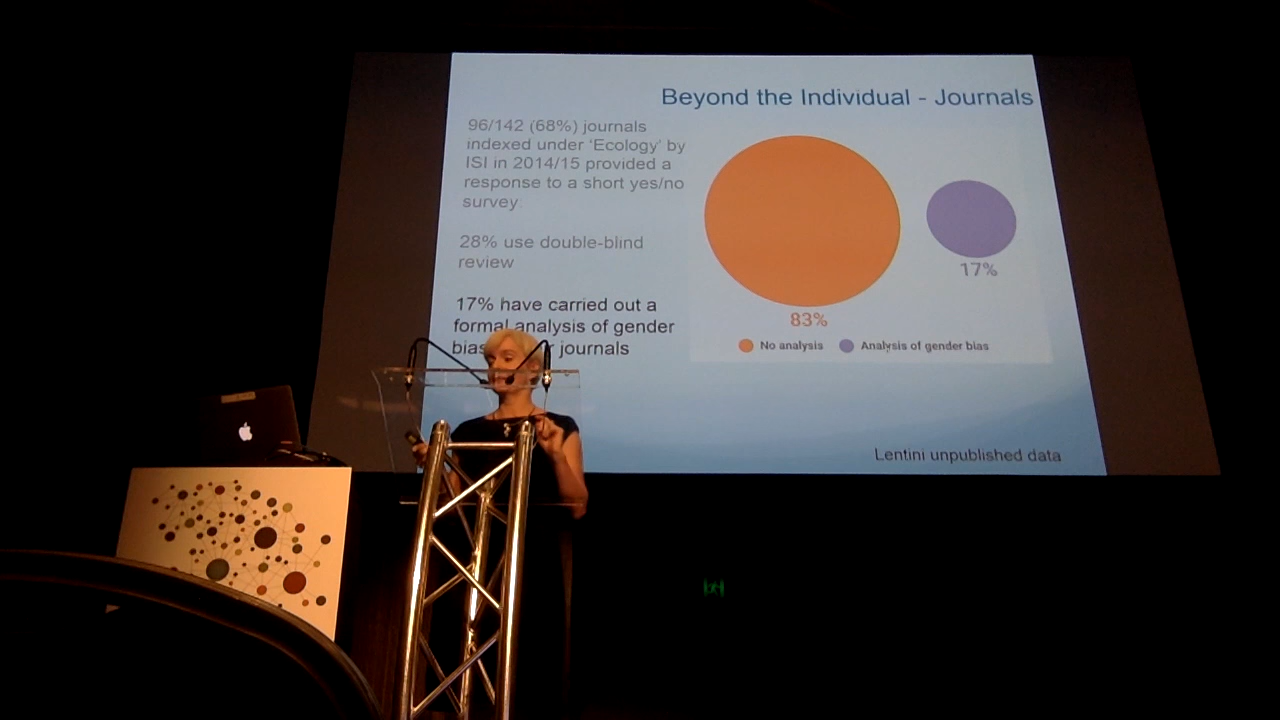 Beyond the Individual - Journals
96/142 (68%) journals
indexed under ‘Ecology’ by
ISI in 2014/15 provided a
response to a short yes/no
survey
28% use double-blind
review
17% have carried out a
formal analysis of gender
journals
83%
17%
No analysis
Analysis of gender bias
Lentini unpublished data